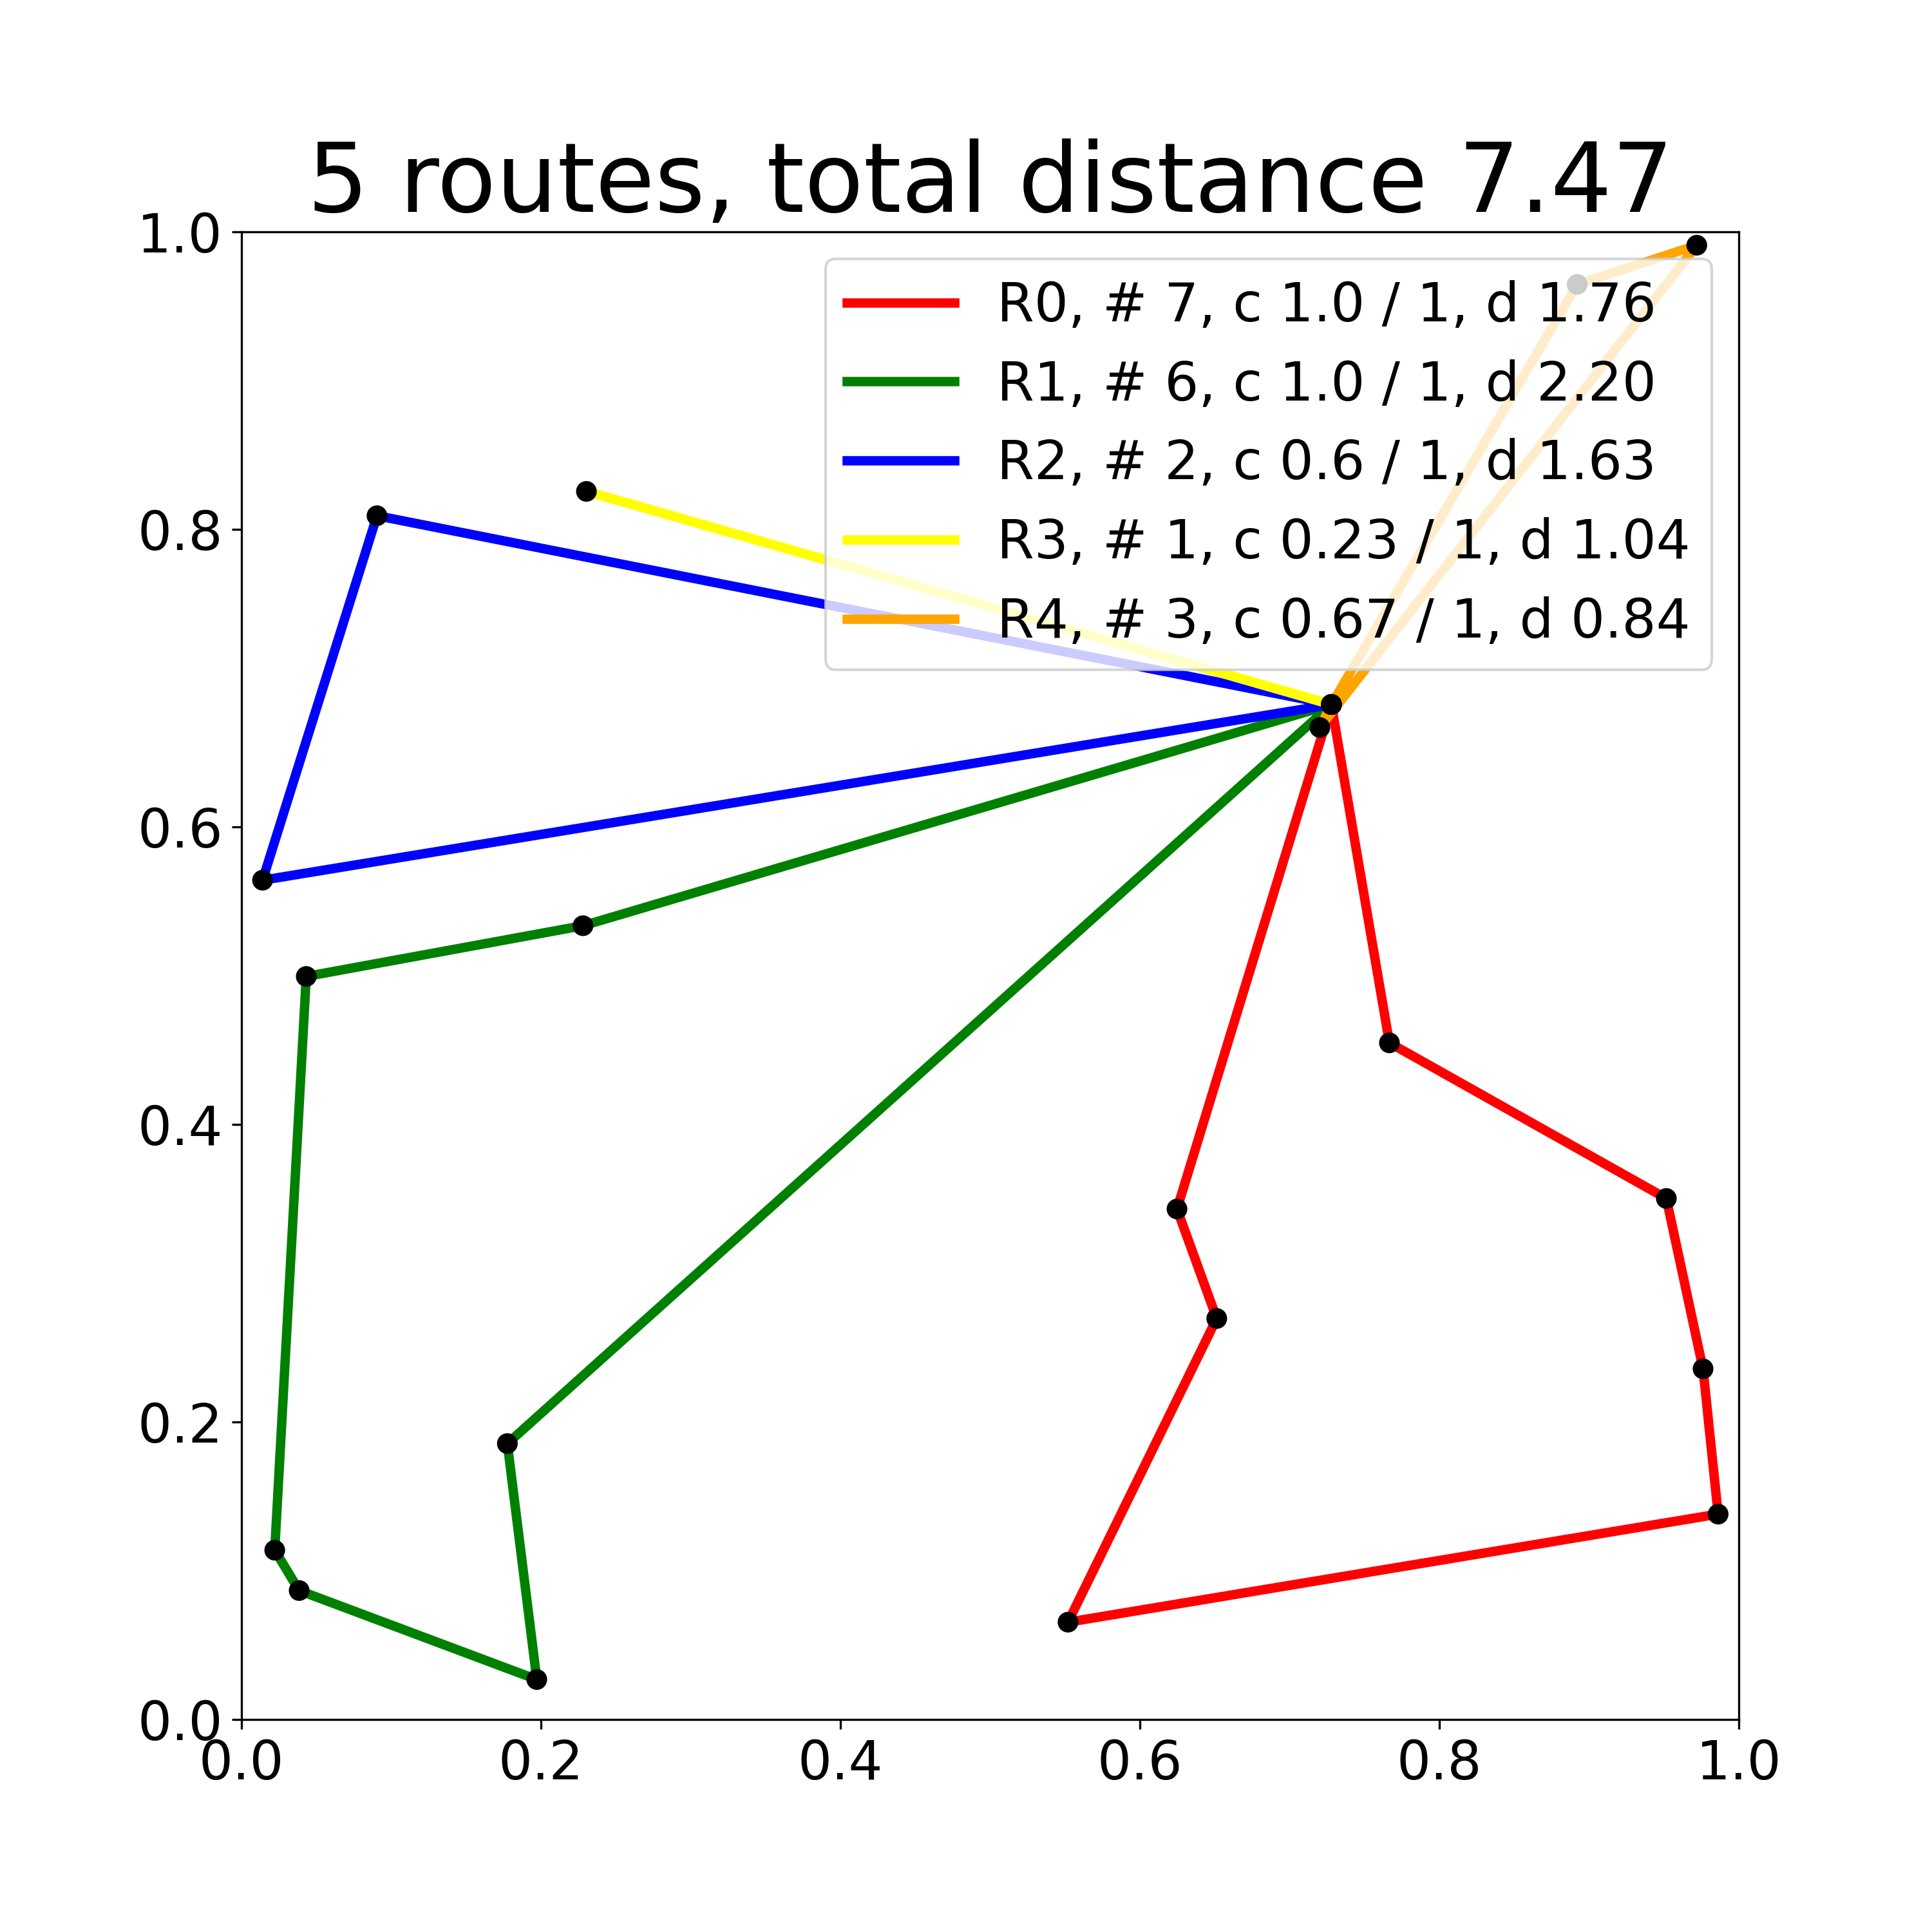 5 routes, total distance 7.47
1.0
0.8
0.6
0.4
0.2
0.0
R0, # 7, c 1.0 / 1, d 1.76
R1, # 6, c 1.0 / 1, d 2.20
R2, # 2, c 0.6 / 1, d 1.63
R3, # 1, c 0.23 / 1, d 1.04
R4, # 3, c 0.67 / 1, d 0.84
0.0 0.2 0.4 0.6 0.8 1.0